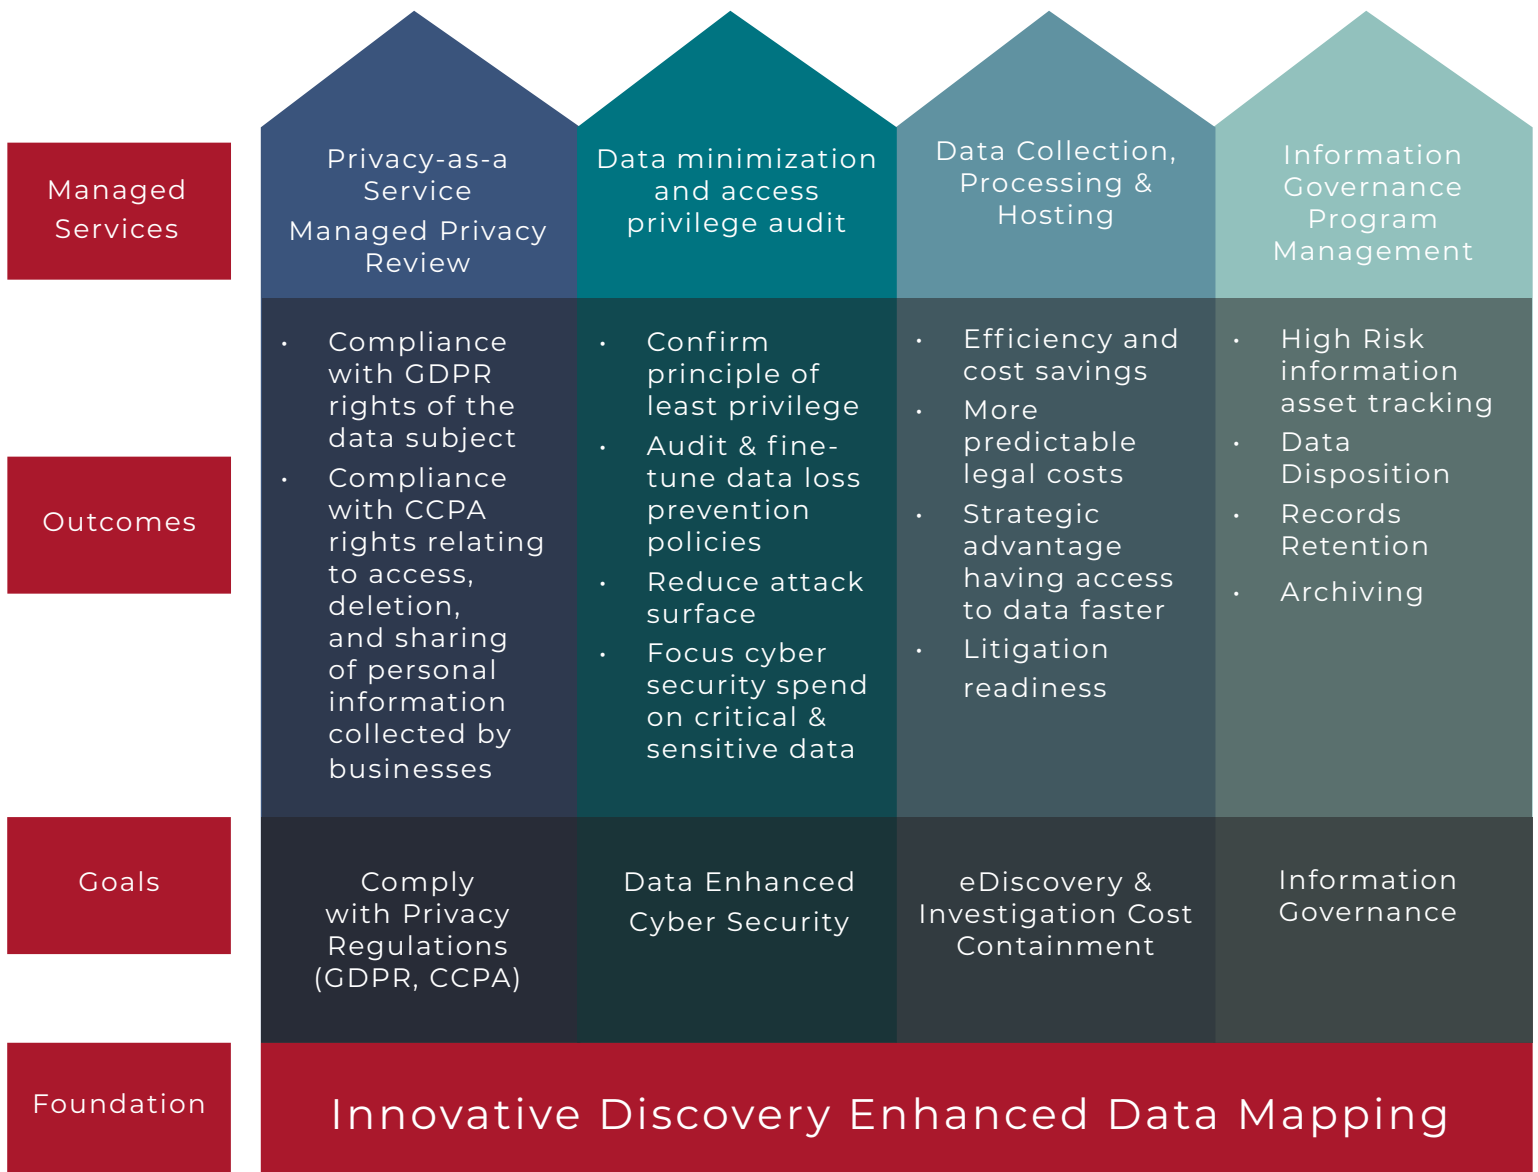 Managed
Services
Privacy-as-a
Service
Managed Privacy
Review
Data minimization
and access
privilege audit
Data Collection,
Processing &
Hosting
Information
Governance
Program
Management
Outcomes
• Compliance
with GDPR
rights of the
data subject
• Compliance
with CCPA
rights relating
to access,
deletion,
and sharing
of personal
information
collected by
businesses
• Confirm
principle of
least privilege
• Audit & fine-
tune data loss
prevention
policies
• Reduce attack
surface
• Focus cyber
security spend
on critical &
sensitive data
• Efficiency and
cost savings
• More
predictable
legal costs
• Strategic
advantage
having access
to data faster
• Litigation
readiness
• High Risk
information
asset tracking
• Data
Disposition
• Records
Retention
• Archiving
Goals
Comply
with Privacy
Regulations
(GDPR, CCPA)
Data Enhanced
Cyber Security
eDiscovery &
Investigation Cost
Containment
Information
Governance
Foundation
Innovative Discovery Enhanced Data Mapping